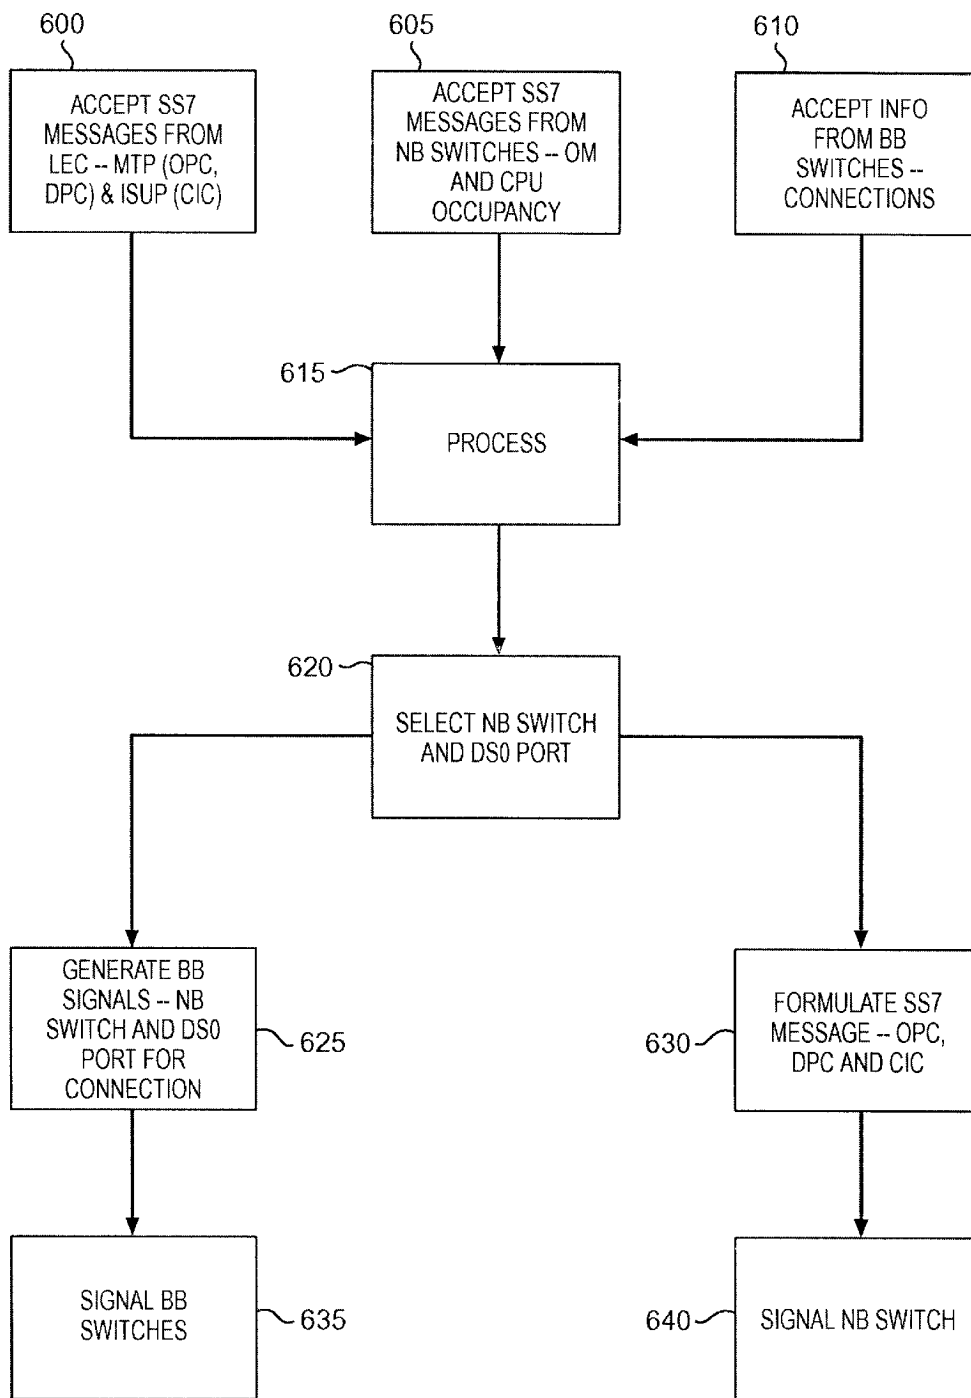 600
605
610
ACCEPT SS7
MESSAGES FROM
LEC -- MTP (OPC,
DPC) & ISUP (CIC)
ACCEPT SS7
MESSAGES FROM
NB SWITCHES -- OM
AND CPU
OCCUPANCY
ACCEPT INFO
FROM BB
SWITCHES --
CONNECTIONS
615
PROCESS
620
SELECT NB SWITCH
AND DS0 PORT
GENERATE BB
SIGNALS -- NB
SWITCH AND DS0
PORT FOR
CONNECTION
625
630
FORMULATE SS7
MESSAGE -- OPC,
DPC AND CIC
SIGNAL BB
SWITCHES
635
640
SIGNAL NB SWITCH